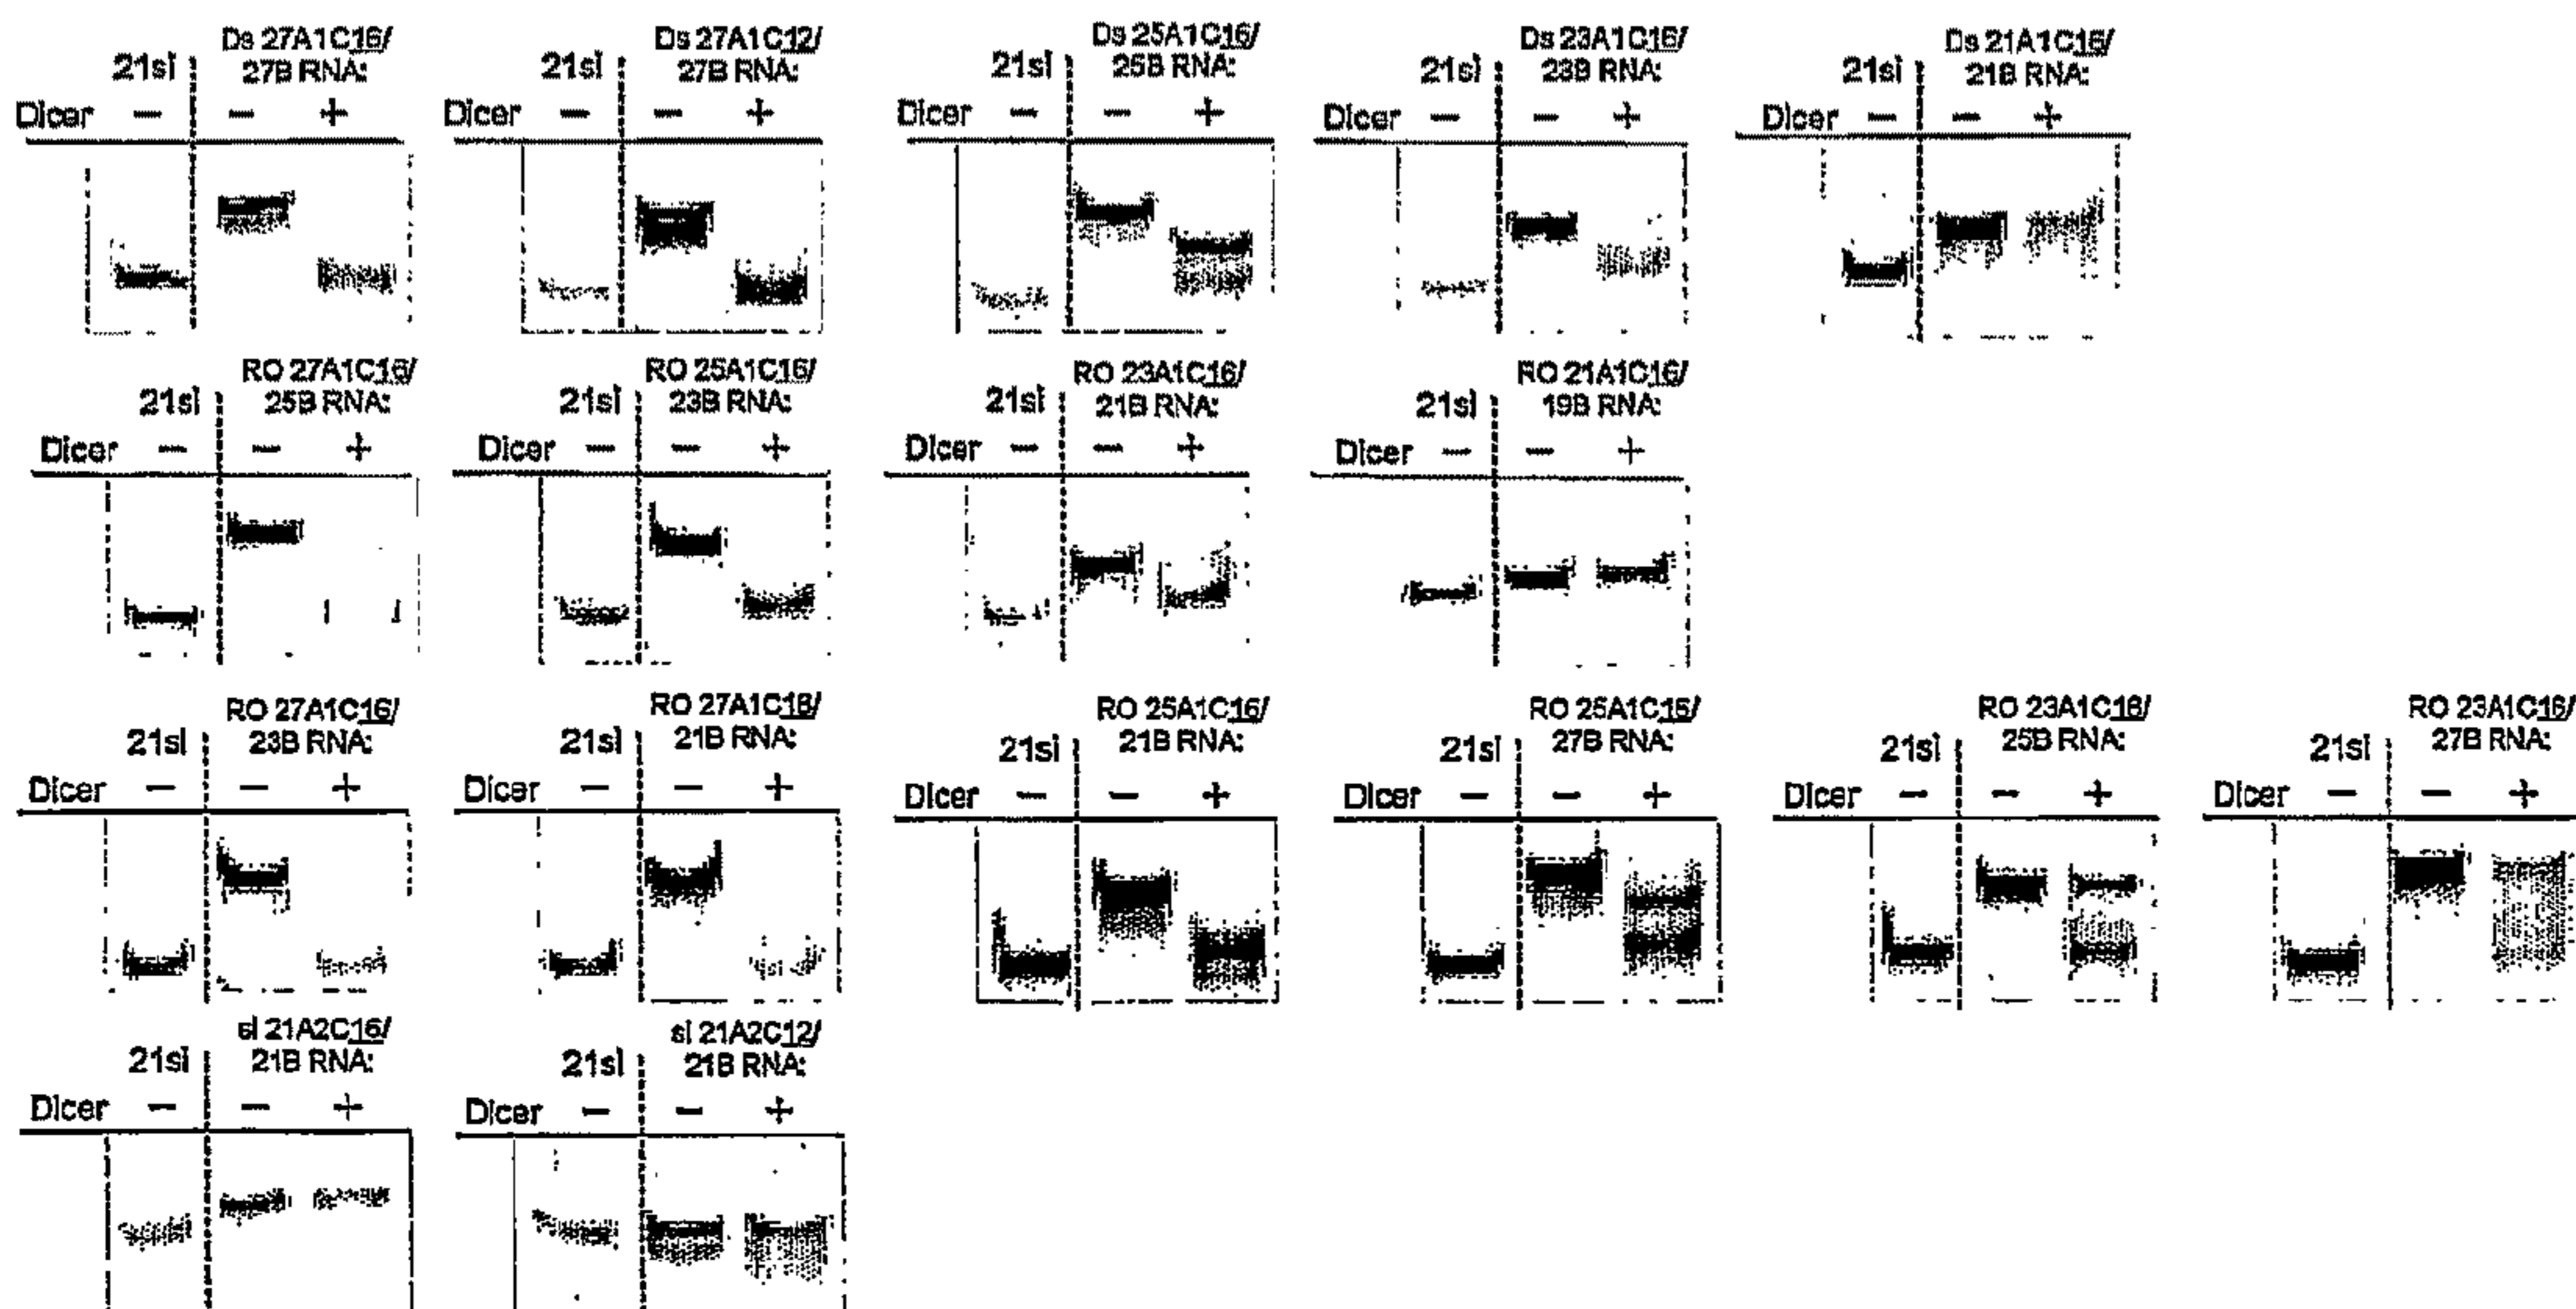 21si Ds 27A1C16/
27B RNA:
Dicer − − +
21si Ds 27A1C12/
27B RNA:
Dicer − − +
21si Ds 25A1C16/
25B RNA:
Dicer − − +
21si Ds 23A1C16/
23B RNA:
Dicer − − +
21si Ds 21A1C16/
21B RNA:
Dicer − − +
21si RO 27A1C16/
25B RNA:
Dicer − − +
21si RO 25A1C16/
23B RNA:
Dicer − − +
21si RO 23A1C16/
21B RNA:
Dicer − − +
21si RO 21A1C16/
19B RNA:
Dicer − − +
21si RO 27A1C16/
23B RNA:
Dicer − − +
21si RO 27A1C16/
21B RNA:
Dicer − − +
21si RO 25A1C16/
21B RNA:
Dicer − − +
21si RO 25A1C16/
27B RNA:
Dicer − − +
21si RO 23A1C16/
25B RNA:
Dicer − − +
21si RO 23A1C16/
27B RNA:
Dicer − − +
21si si 21A2C16/
21B RNA:
Dicer − − +
21si si 21A2C12/
21B RNA:
Dicer − − +